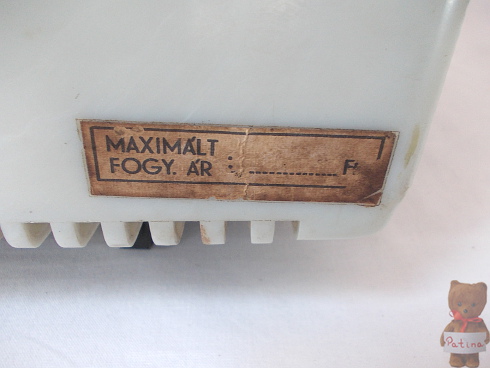 MAXIMÁLT
FOGY. ÁR : .............. Ft
Patina